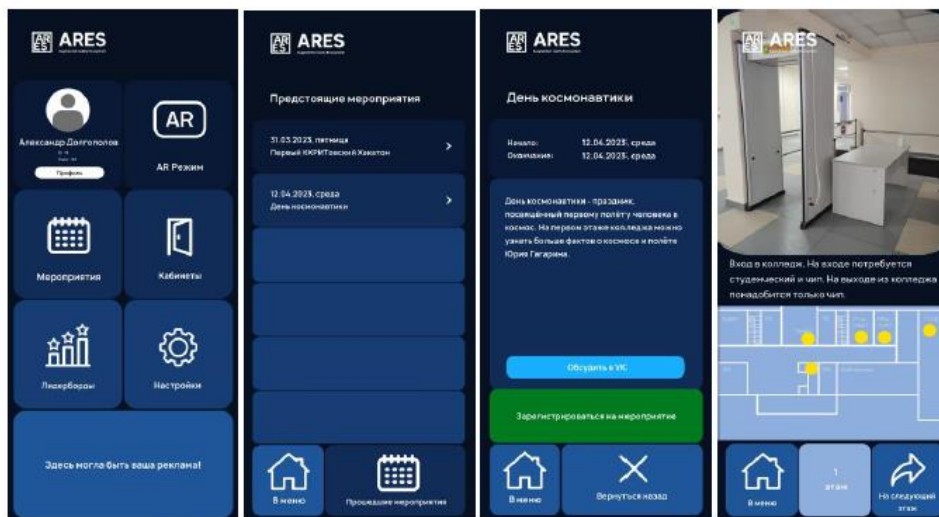 ARES
Александр Долгополов
Профиль
AR
AR Режим
Мероприятия
Кабинеты
Лидерборды
Настройки
Здесь могла быть ваша реклама!
ARES
Предстоящие мероприятия
31.03.2023, пятница
Первый ККРИТовский Хакатон
12.04.2023, среда
День космонавтики
В меню
Прошедшие мероприятия
ARES
День космонавтики
Начало: 12.04.2023, среда
Окончание: 12.04.2023, среда
День космонавтики - праздник,
посвящённый первому полёту человека в
космос. На первом этаже колледжа можно
узнать больше фактов о космосе и полёте
Юрия Гагарина.
Обсудить в VK
Зарегистрироваться на мероприятие
В меню
Вернуться назад
ARES
Вход в колледж. На входе потребуется
студенческий и чип. На выходе из колледжа
понадобится только чип.
В меню
1
этаж
На следующий
этаж